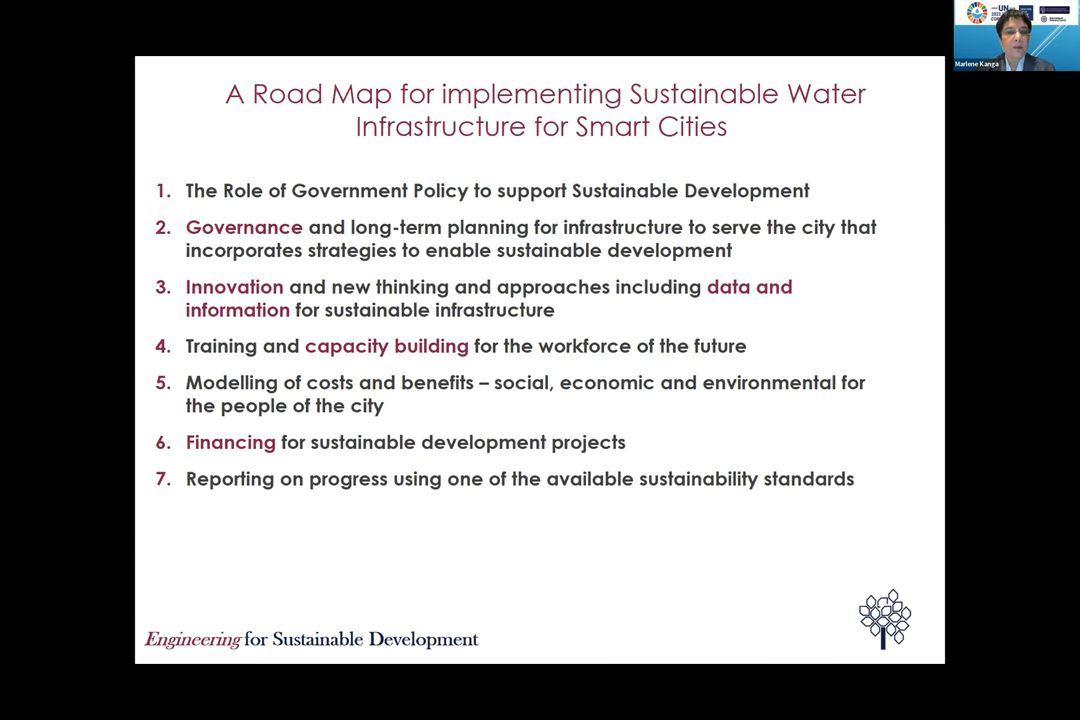 UN
Marlene Kanga
A Road Map for implementing Sustainable Water
Infrastructure for Smart Cities
1. The Role of Government Policy to support Sustainable Development
2. Governance and long-term planning for infrastructure to serve the city that
incorporates strategies to enable sustainable development
3. Innovation and new thinking and approaches including data and
information for sustainable infrastructure
4. Training and capacity building for the workforce of the future
5. Modelling of costs and benefits – social, economic and environmental for
the people of the city
6. Financing for sustainable development projects
7. Reporting on progress using one of the available sustainability standards
Engineering for Sustainable Development